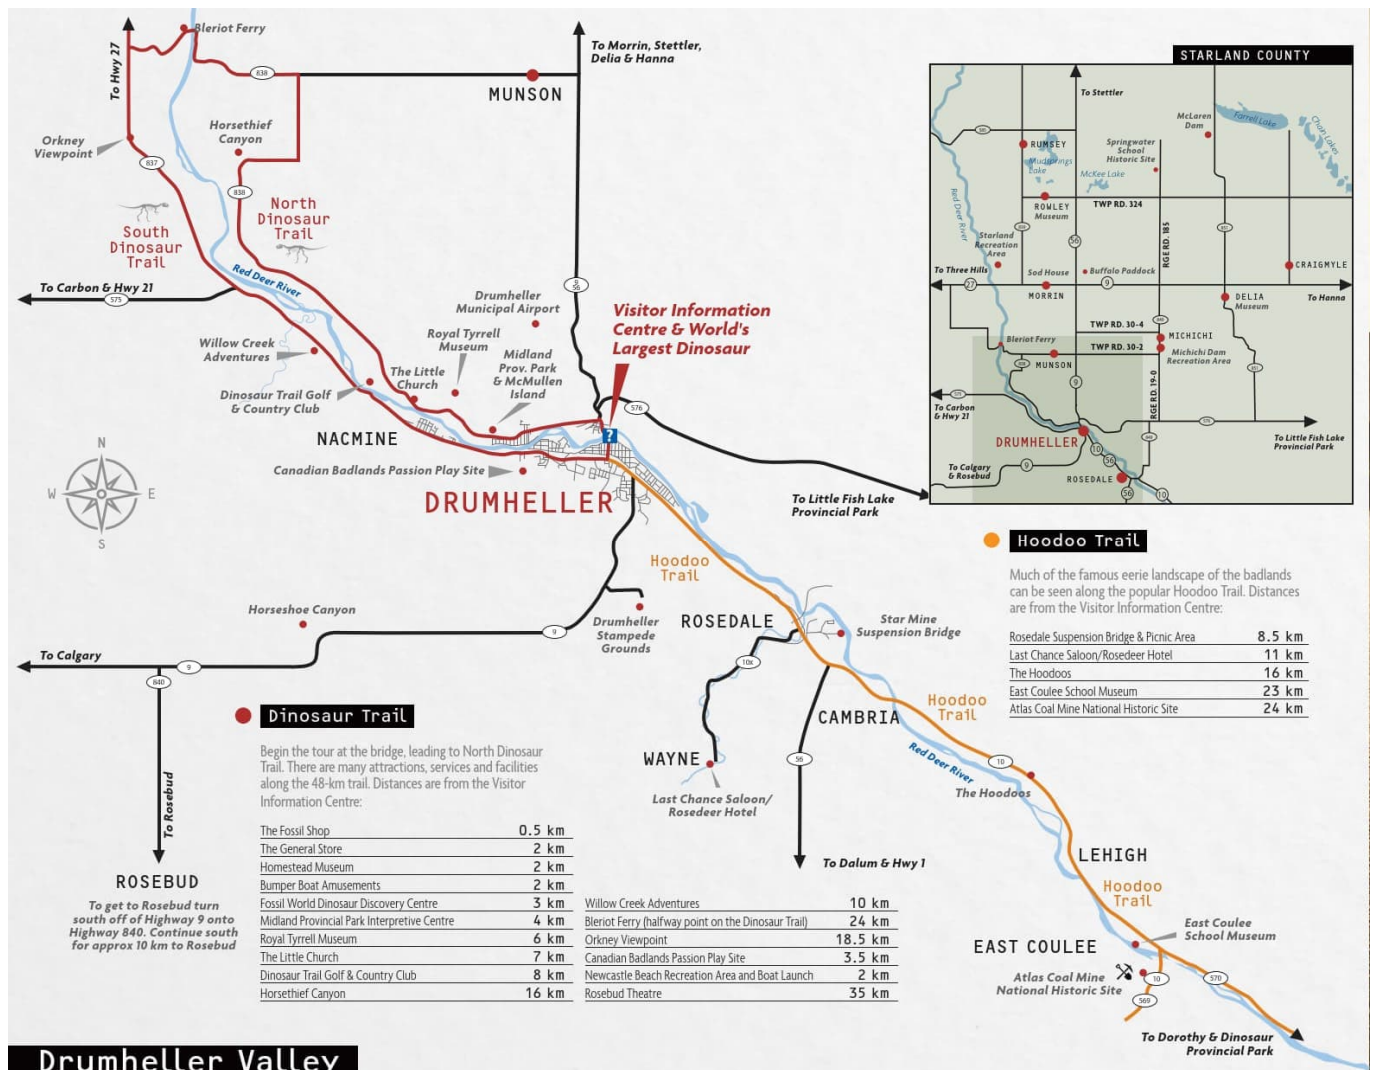 Bleriot Ferry
To Hwy 27
838
To Morrin, Stettler,
Delia & Hanna
MUNSON
Orkney
Viewpoint
837
Horsethief
Canyon
838
North
Dinosaur
Trail
South
Dinosaur
Trail
To Carbon & Hwy 21
575
Red Deer River
56
Drumheller
Municipal Airport
Visitor Information
Centre & World's
Largest Dinosaur
Willow Creek
Adventures
Royal Tyrrell
Museum
Midland
Prov. Park
& McMullen
Island
The Little
Church
Dinosaur Trail Golf
& Country Club
576
?
NACMINE
Canadian Badlands Passion Play Site
DRUMHELLER
To Little Fish Lake
Provincial Park
N
W
E
S
Hoodoo
Trail
Horseshoe Canyon
9
Drumheller
Stampede
Grounds
ROSEDALE
Star Mine
Suspension Bridge
To Calgary
9
840
10x
CAMBRIA
Hoodoo
Trail
WAYNE
56
Red Deer River
10
The Hoodoos
Last Chance Saloon/
Rosedeer Hotel
To Rosebud
To Dalum & Hwy 1
LEHIGH
ROSEBUD
To get to Rosebud turn
south off of Highway 9 onto
Highway 840. Continue south
for approx 10 km to Rosebud
Hoodoo
Trail
East Coulee
School Museum
EAST COULEE
Atlas Coal Mine
National Historic Site
10
570
569
To Dorothy & Dinosaur
Provincial Park
STARLAND COUNTY
To Stettler
McLaren
Dam
Farrell Lake
Chain Lakes
RUMSEY
Mudsprings
Lake
Springwater
School
Historic Site
McKee Lake
Red Deer River
ROWLEY
Museum
TWP RD. 324
56
RGE RD. 185
Starland
Recreation
Area
To Three Hills
27
Sod House
Buffalo Paddock
9
CRAIGMYLE
MORRIN
DELIA
Museum
To Hanna
TWP RD. 30-4
MICHICHI
Bleriot Ferry
TWP RD. 30-2
Michichi Dam
Recreation Area
MUNSON
9
RGE RD. 19-0
To Carbon
& Hwy 21
DRUMHELLER
To Little Fish Lake
Provincial Park
10
56
To Calgary
& Rosebud
9
ROSEDALE
56
10
Hoodoo Trail
Much of the famous eerie landscape of the badlands
can be seen along the popular Hoodoo Trail. Distances
are from the Visitor Information Centre:
Rosedale Suspension Bridge & Picnic Area 8.5 km
Last Chance Saloon/Rosedeer Hotel 11 km
The Hoodoos 16 km
East Coulee School Museum 23 km
Atlas Coal Mine National Historic Site 24 km
Dinosaur Trail
Begin the tour at the bridge, leading to North Dinosaur
Trail. There are many attractions, services and facilities
along the 48-km trail. Distances are from the Visitor
Information Centre:
The Fossil Shop 0.5 km
The General Store 2 km
Homestead Museum 2 km
Bumper Boat Amusements 2 km
Fossil World Dinosaur Discovery Centre 3 km
Midland Provincial Park Interpretive Centre 4 km
Royal Tyrrell Museum 6 km
The Little Church 7 km
Dinosaur Trail Golf & Country Club 8 km
Horsethief Canyon 16 km
Willow Creek Adventures 10 km
Bleriot Ferry (halfway point on the Dinosaur Trail) 24 km
Orkney Viewpoint 18.5 km
Canadian Badlands Passion Play Site 3.5 km
Newcastle Beach Recreation Area and Boat Launch 2 km
Rosebud Theatre 35 km
Drumheller Valley